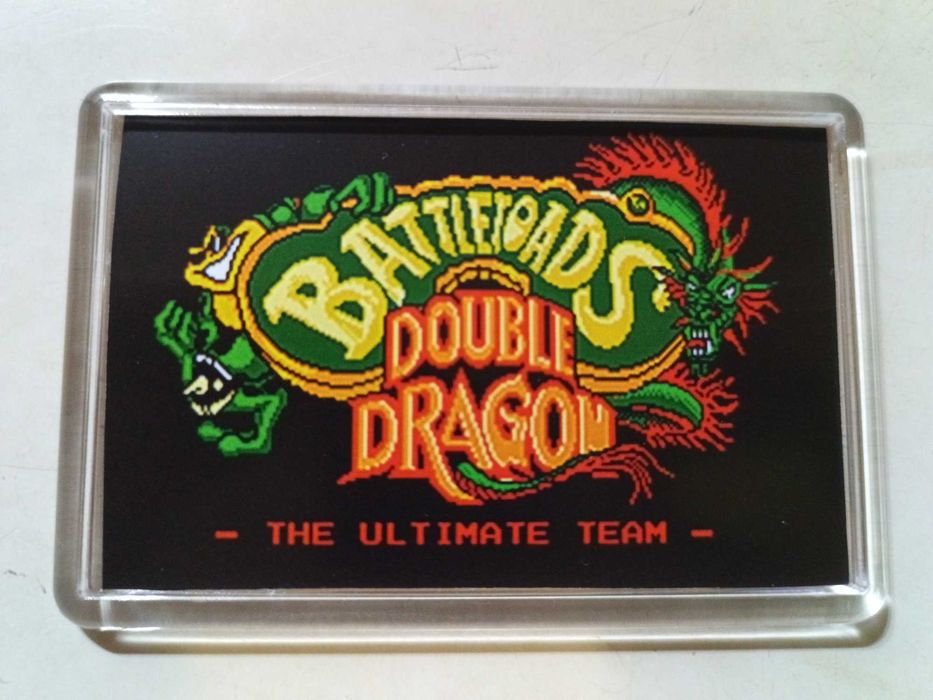 BATTLETOADS
DOUBLE
DRAGON
- THE ULTIMATE TEAM -